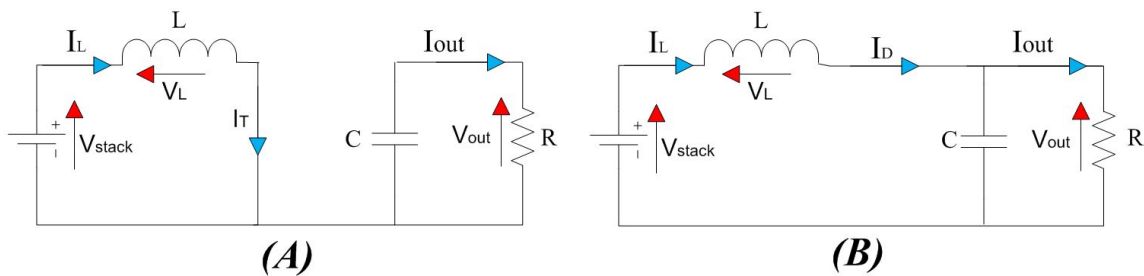 L
IL
VL
IT
+
-
Vstack
C
Iout
Vout
R
(A)
L
IL
VL
ID
Iout
+
-
Vstack
C
Vout
R
(B)